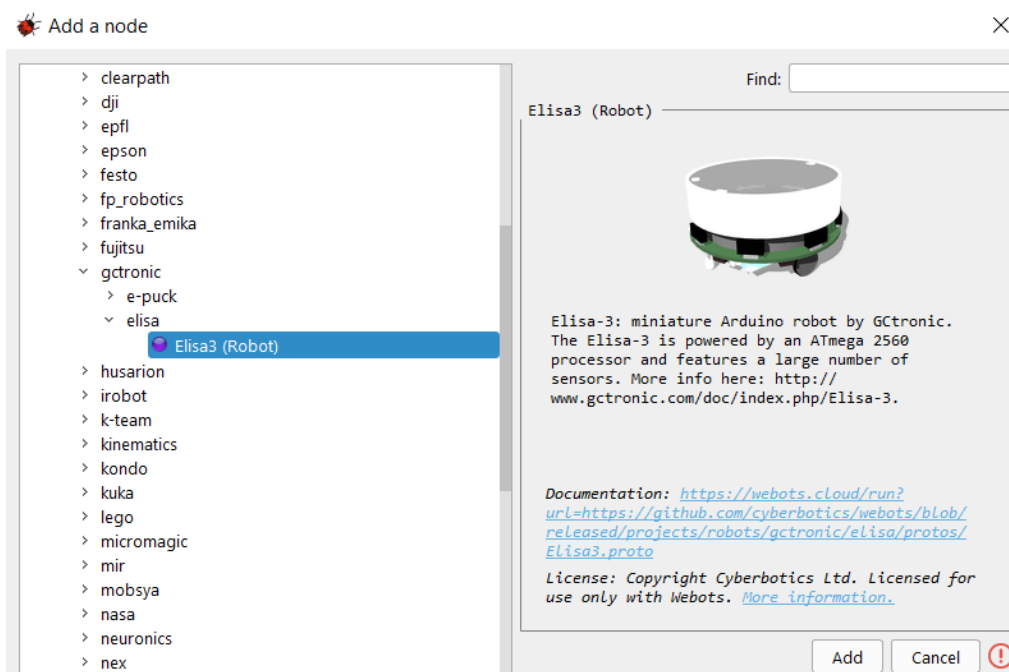 Add a node
clearpath
dji
epfl
epson
festo
fp_robotics
franka_emika
fujitsu
gctronic
e-puck
elisa
Elisa3 (Robot)
husarion
irobot
k-team
kinematics
kondo
kuka
lego
micromagic
mir
mobsya
nasa
neuronics
nex
Find:
Elisa3 (Robot)
Elisa-3: miniature Arduino robot by GCtronic.
The Elisa-3 is powered by an ATmega 2560
processor and features a large number of
sensors. More info here: http://
www.gctronic.com/doc/index.php/Elisa-3.
Documentation: https://webots.cloud/run?
url=https://github.com/cyberbotics/webots/blob/
released/projects/robots/gctronic/elisa/protos/
Elisa3.proto
License: Copyright Cyberbotics Ltd. Licensed for
use only with Webots. More information.
Add
Cancel